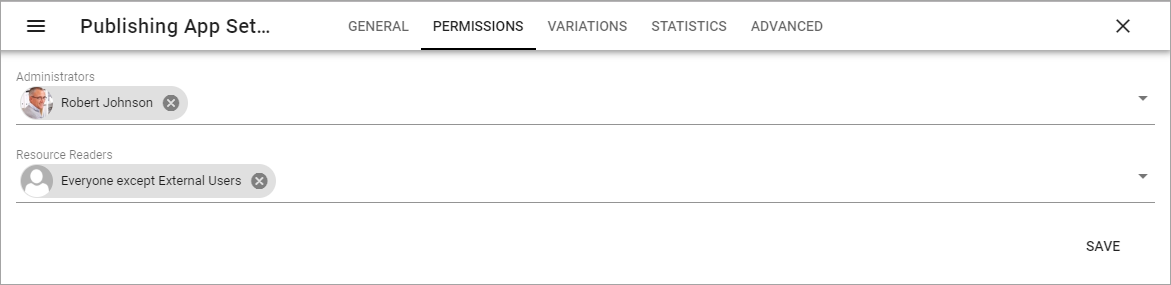 Publishing App Set... GENERAL PERMISSIONS VARIATIONS STATISTICS ADVANCED
Administrators
Robert Johnson
Resource Readers
Everyone except External Users
SAVE